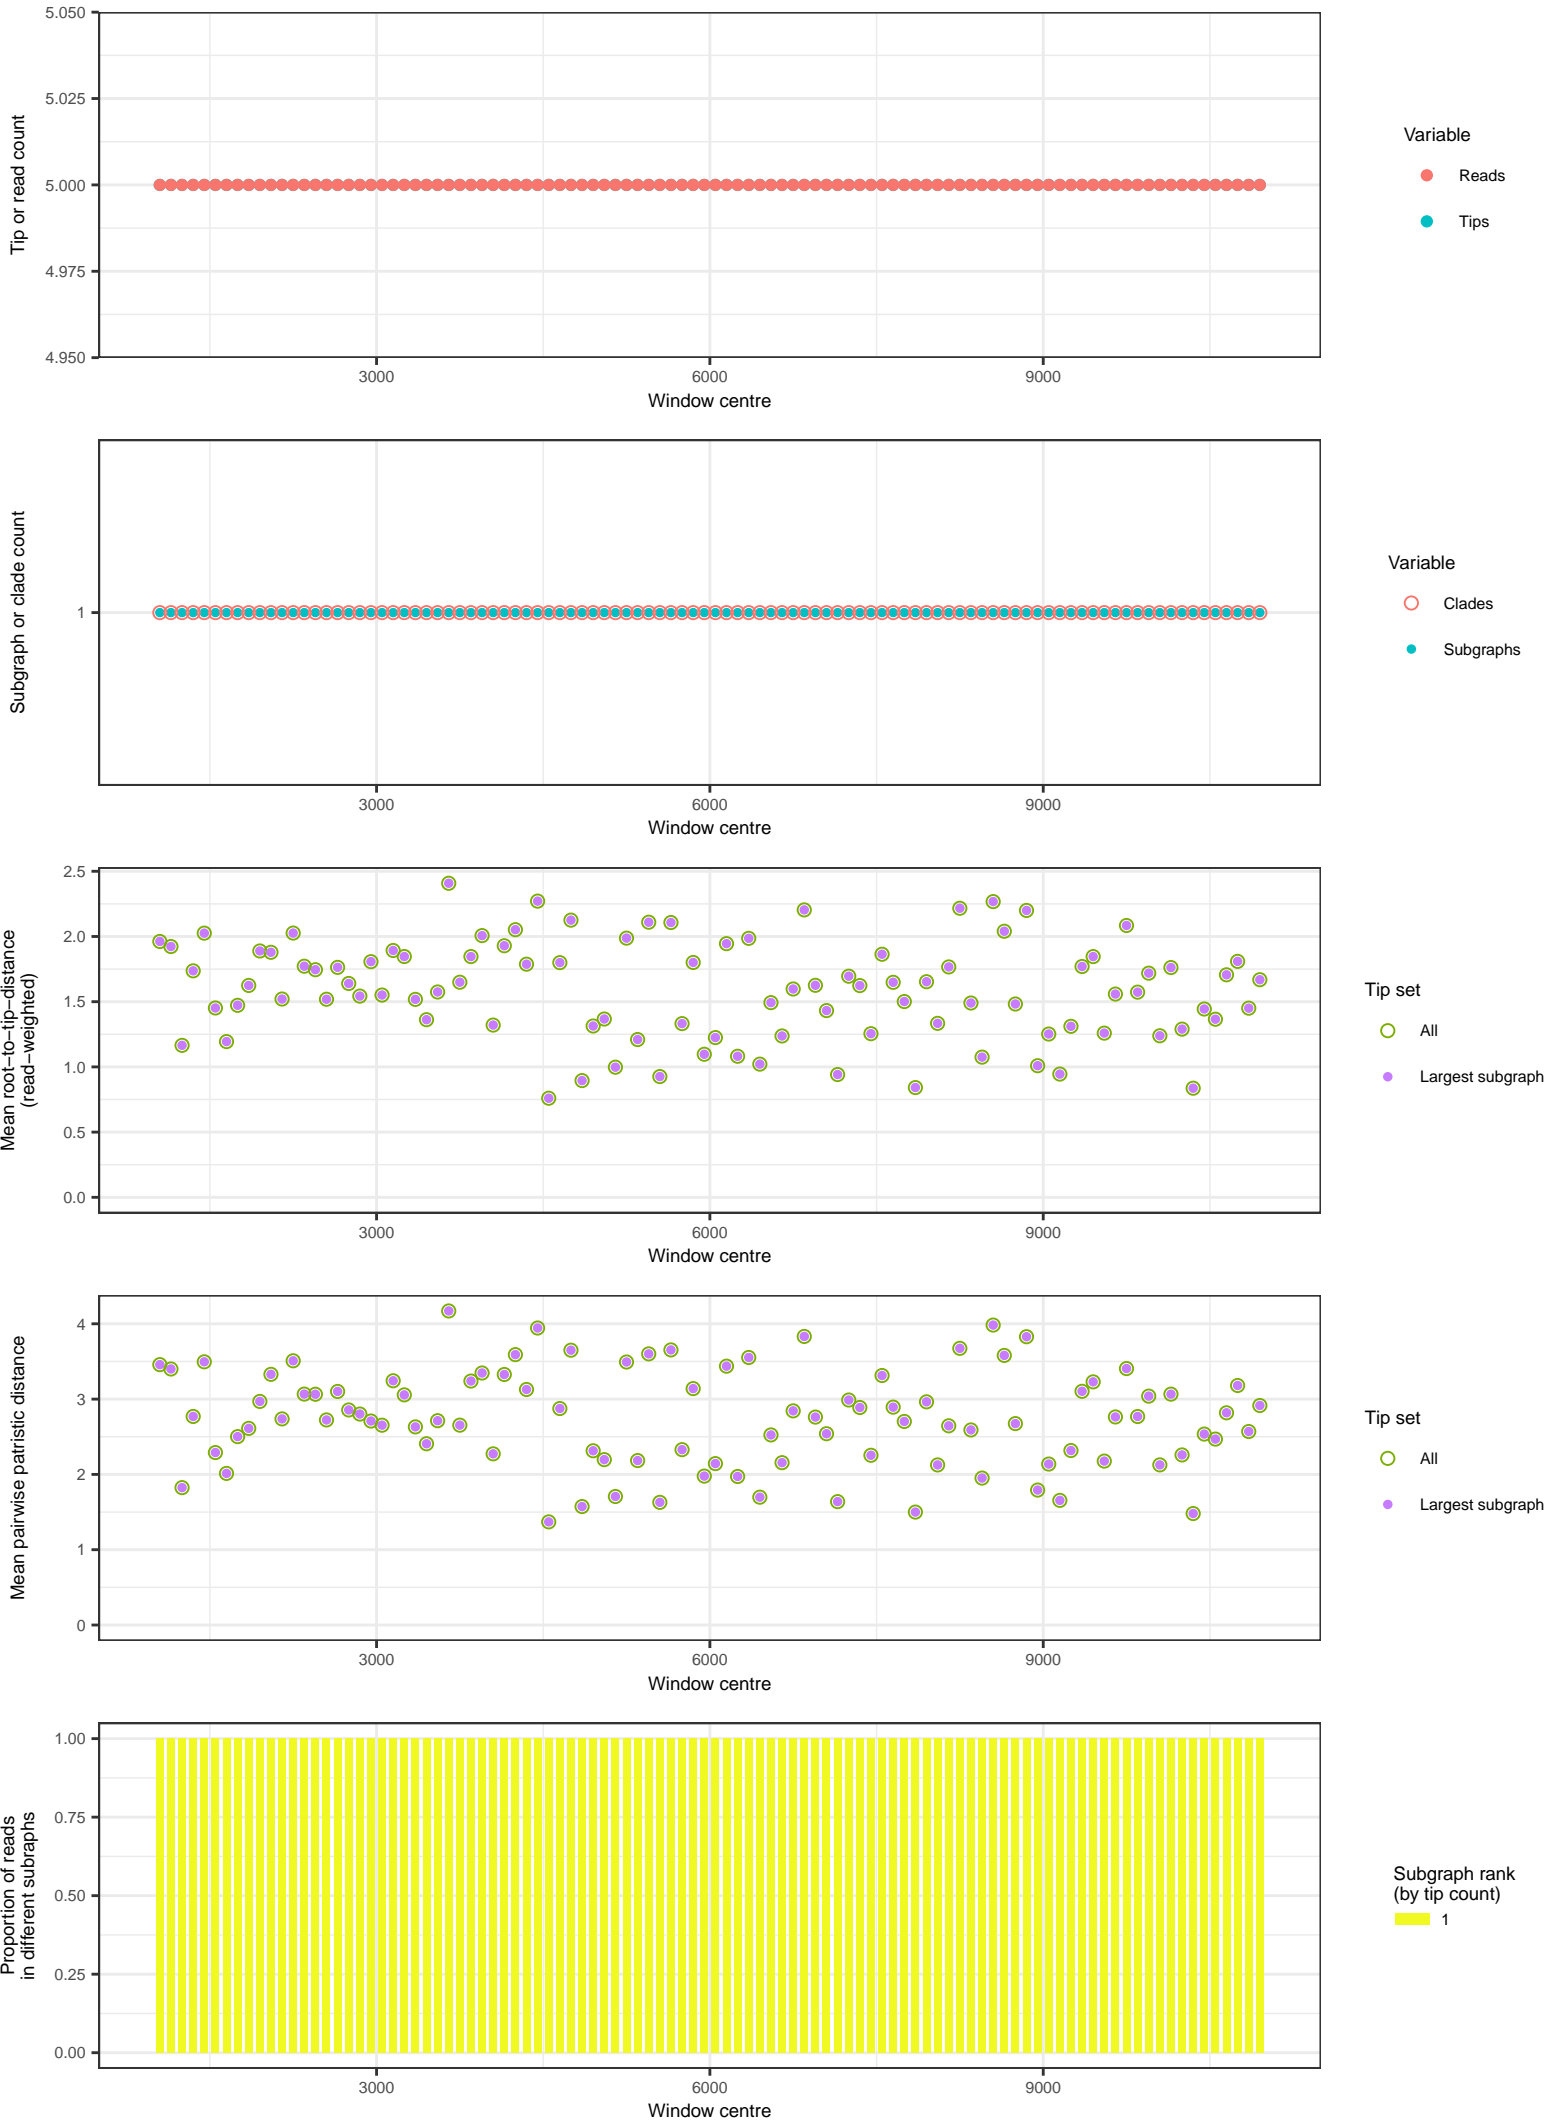 5.050
5.025
5.000
4.975
4.950
Tip or read count
3000 6000 9000
Window centre
Variable
Reads
Tips
1
Subgraph or clade count
3000 6000 9000
Window centre
Variable
Clades
Subgraphs
2.5
2.0
1.5
1.0
0.5
0.0
Mean root−to−tip−distance
(read−weighted)
3000 6000 9000
Window centre
Tip set
All
Largest subgraph
4
3
2
1
0
Mean pairwise patristic distance
3000 6000 9000
Window centre
Tip set
All
Largest subgraph
1.00
0.75
0.50
0.25
0.00
Proportion of reads
in different subraphs
3000 6000 9000
Window centre
Subgraph rank
(by tip count)
1